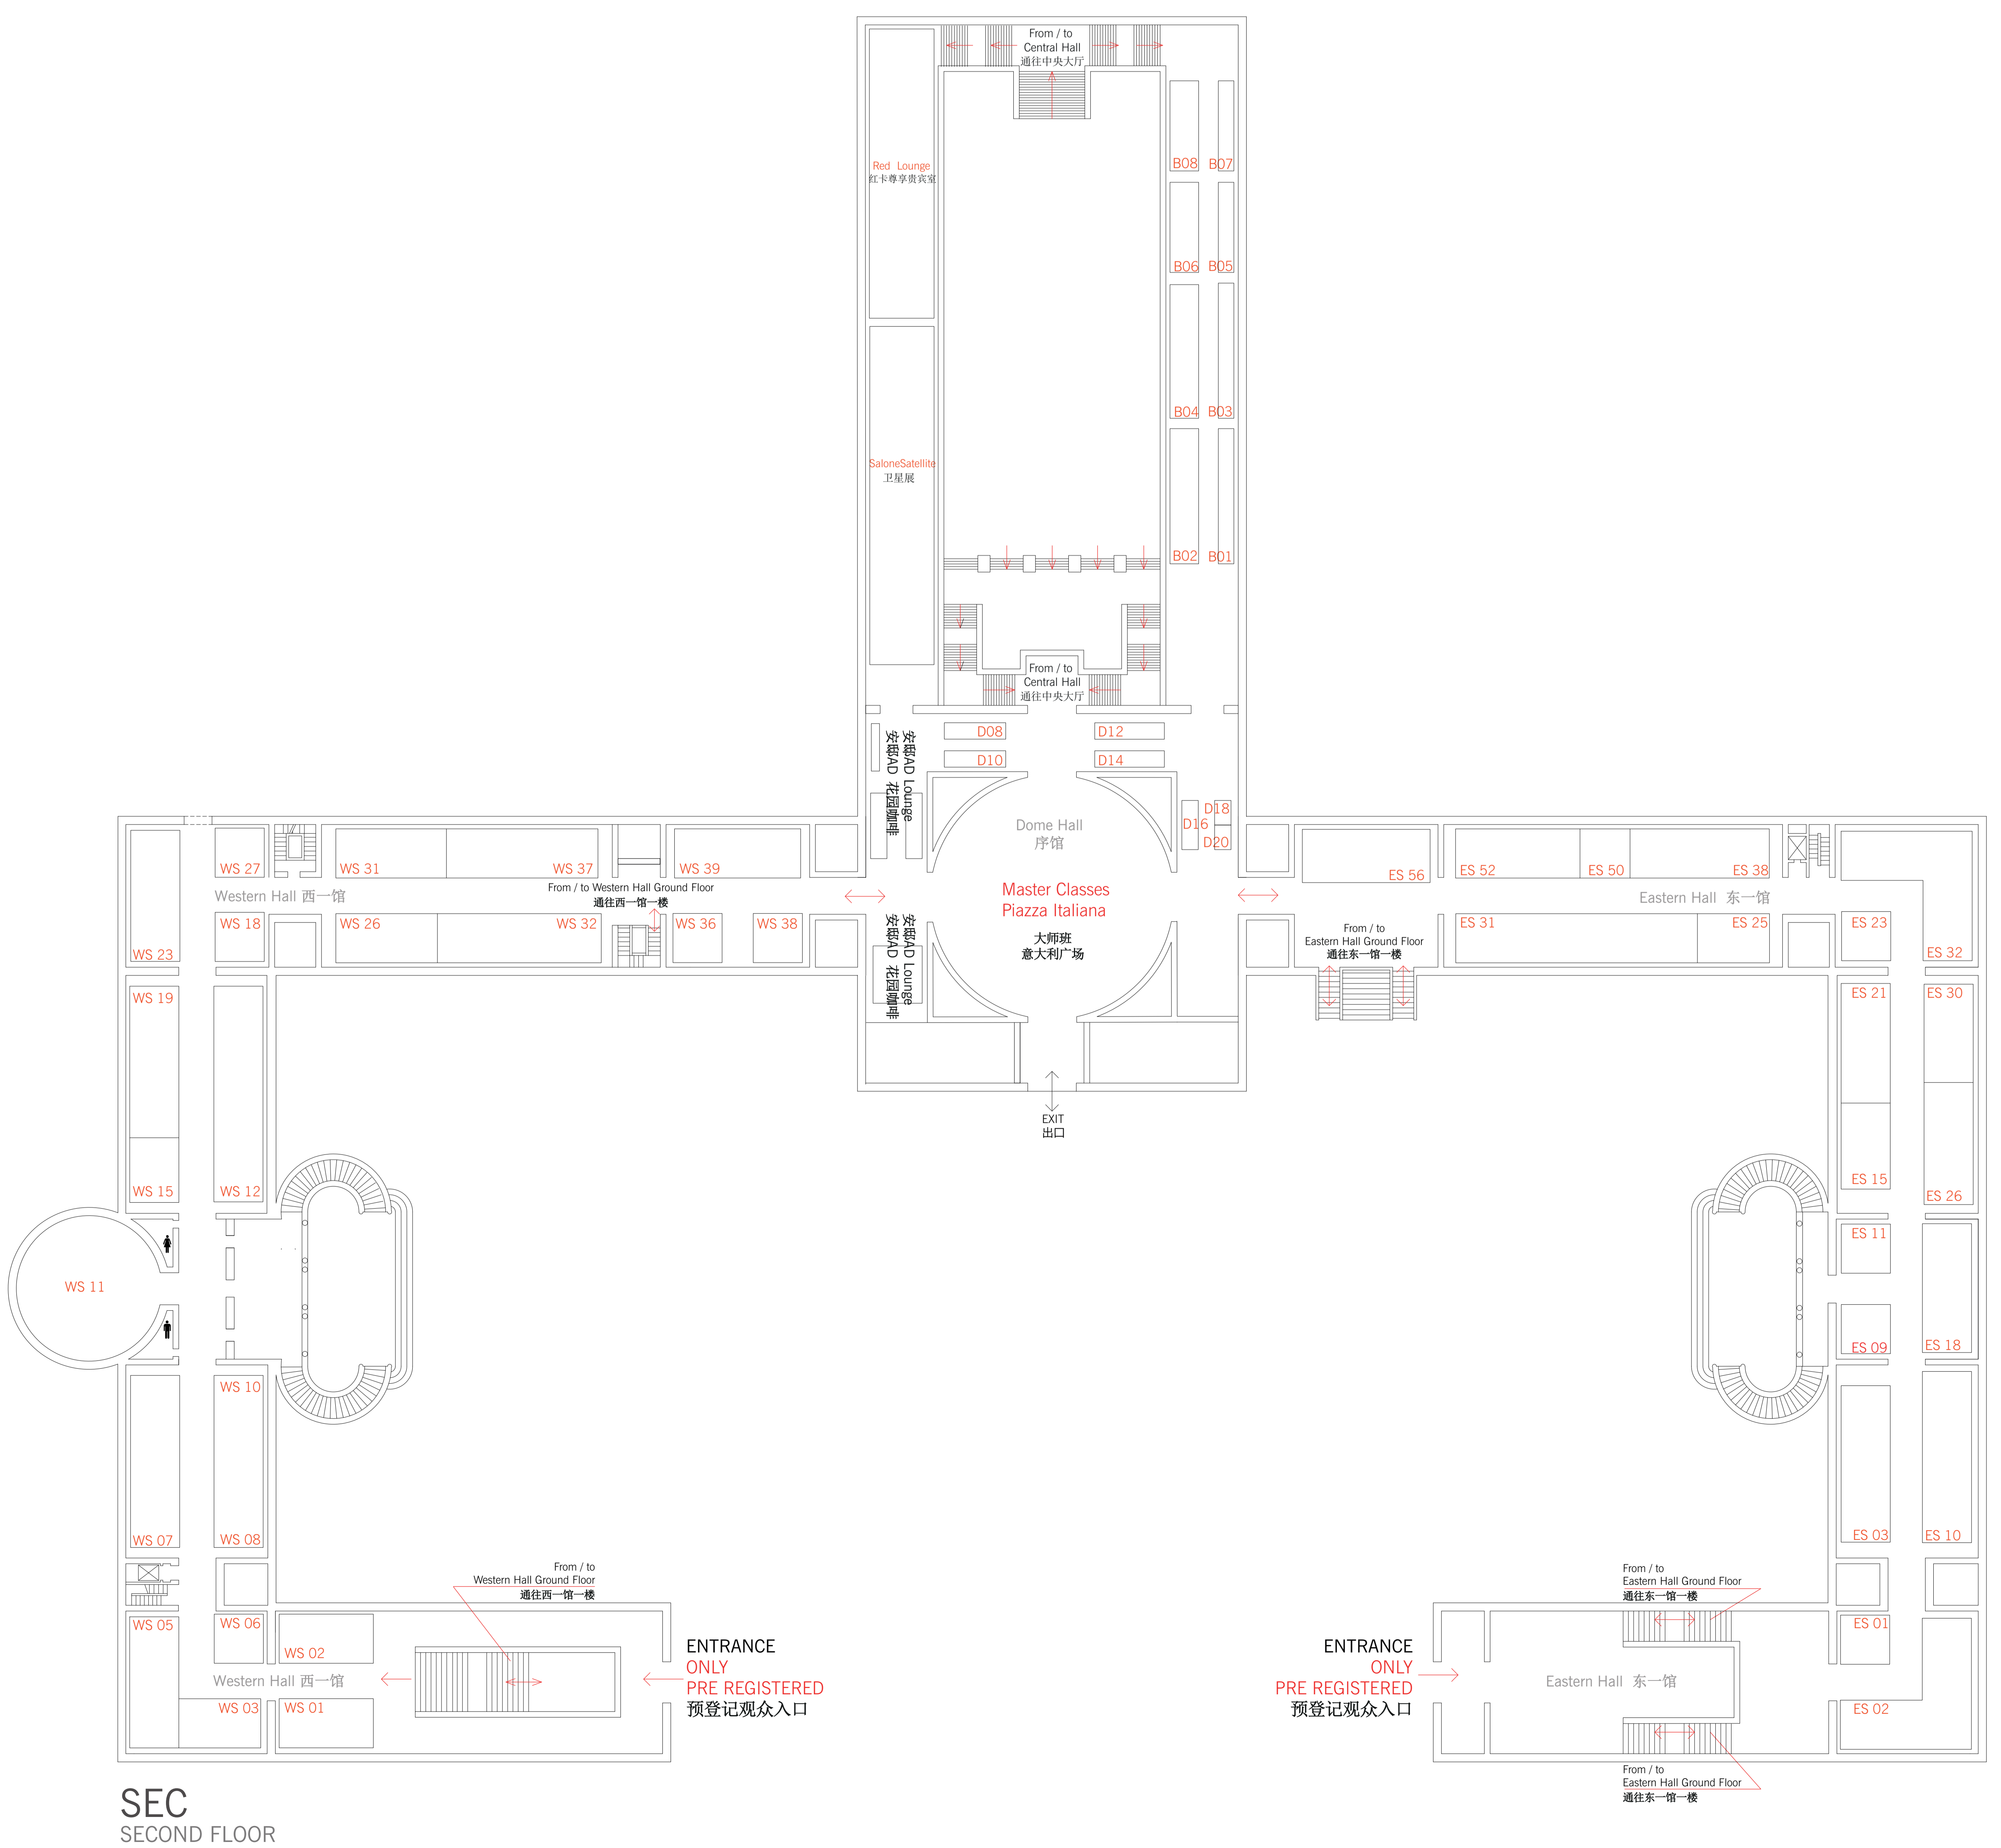 From / to
Central Hall
通往中央大厅
Red Lounge
红卡尊享贵宾室
B08
B07
B06
B05
B04
B03
SaloneSatellite
卫星展
B02
B01
From / to
Central Hall
通往中央大厅
D08
D12
D10
D14
安邸AD Lounge
安邸AD 花园咖啡
D18
D16
D20
Dome Hall
序馆
Master Classes
Piazza Italiana
大师班
意大利广场
安邸AD Lounge
安邸AD 花园咖啡
EXIT
出口
WS 27
WS 31
WS 37
WS 39
From / to Western Hall Ground Floor
通往西一馆一楼
Western Hall 西一馆
WS 18
WS 26
WS 32
WS 36
WS 38
WS 23
WS 19
WS 15
WS 12
WS 11
WS 10
WS 07
WS 08
WS 05
WS 06
WS 02
Western Hall 西一馆
WS 03
WS 01
From / to
Western Hall Ground Floor
通往西一馆一楼
ENTRANCE
ONLY
PRE REGISTERED
预登记观众入口
ES 56
ES 52
ES 50
ES 38
Eastern Hall 东一馆
From / to
Eastern Hall Ground Floor
通往东一馆一楼
ES 31
ES 25
ES 23
ES 32
ES 21
ES 30
ES 15
ES 26
ES 11
ES 09
ES 18
ES 03
ES 10
From / to
Eastern Hall Ground Floor
通往东一馆一楼
ES 01
ENTRANCE
ONLY
PRE REGISTERED
预登记观众入口
Eastern Hall 东一馆
ES 02
From / to
Eastern Hall Ground Floor
通往东一馆一楼
SEC
SECOND FLOOR